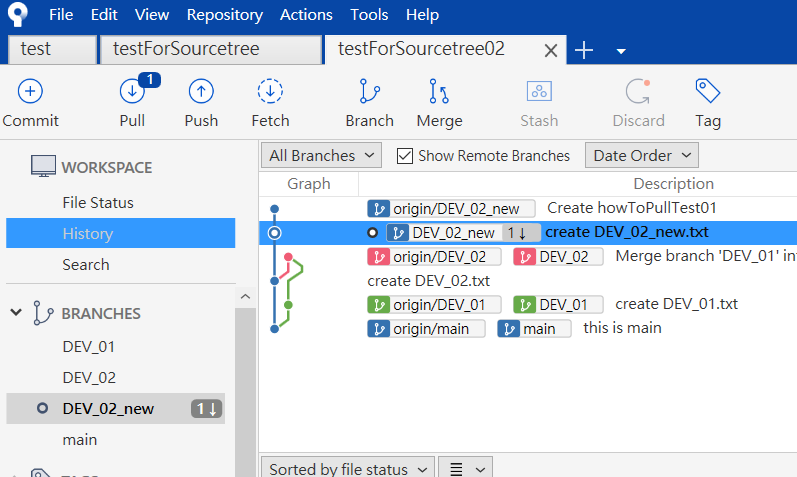 File Edit View Repository Actions Tools Help
test testForSourcetree testForSourcetree02
1
Commit Pull Push Fetch Branch Merge Stash Discard Tag
WORKSPACE
File Status
History
Search
BRANCHES
DEV_01
DEV_02
DEV_02_new 1↓
main
All Branches Show Remote Branches Date Order
Graph Description
origin/DEV_02_new Create howToPullTest01
DEV_02_new 1↓ create DEV_02_new.txt
origin/DEV_02 DEV_02 Merge branch 'DEV_01' int
create DEV_02.txt
origin/DEV_01 DEV_01 create DEV_01.txt
origin/main main this is main
Sorted by file status